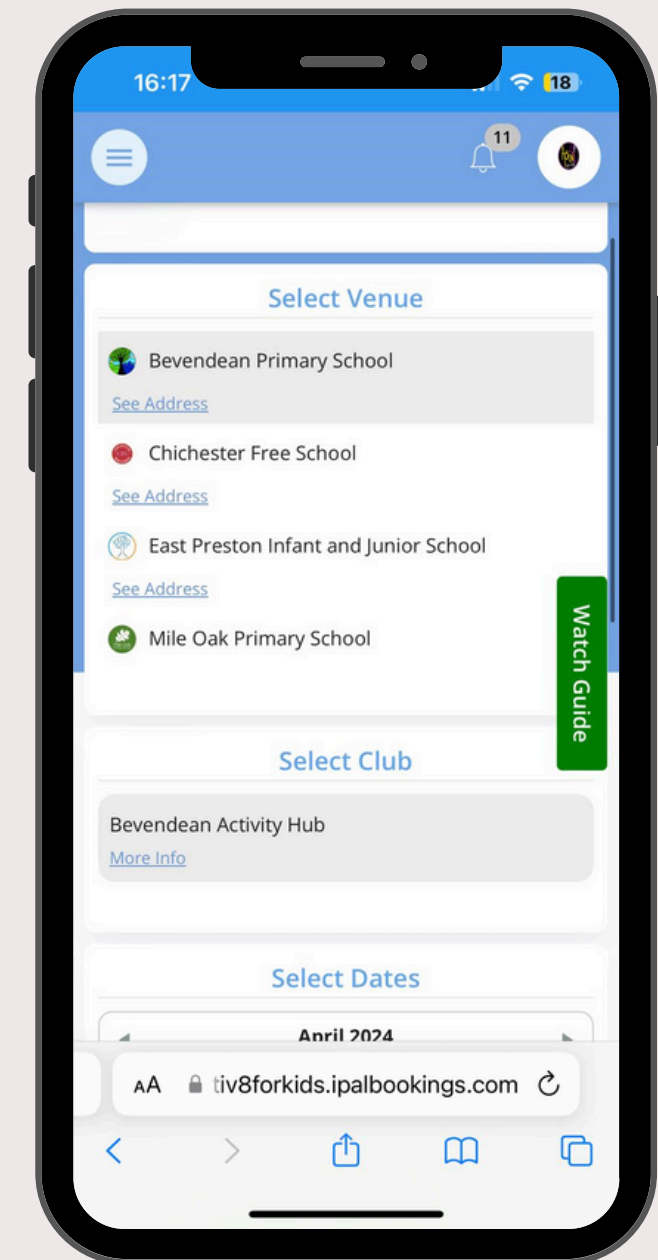 16:17
18
11
Select Venue
Bevendean Primary School
See Address
Chichester Free School
See Address
East Preston Infant and Junior School
See Address
Mile Oak Primary School
Watch Guide
Select Club
Bevendean Activity Hub
More Info
Select Dates
April 2024
AA tiv8forkids.ipalbookings.com